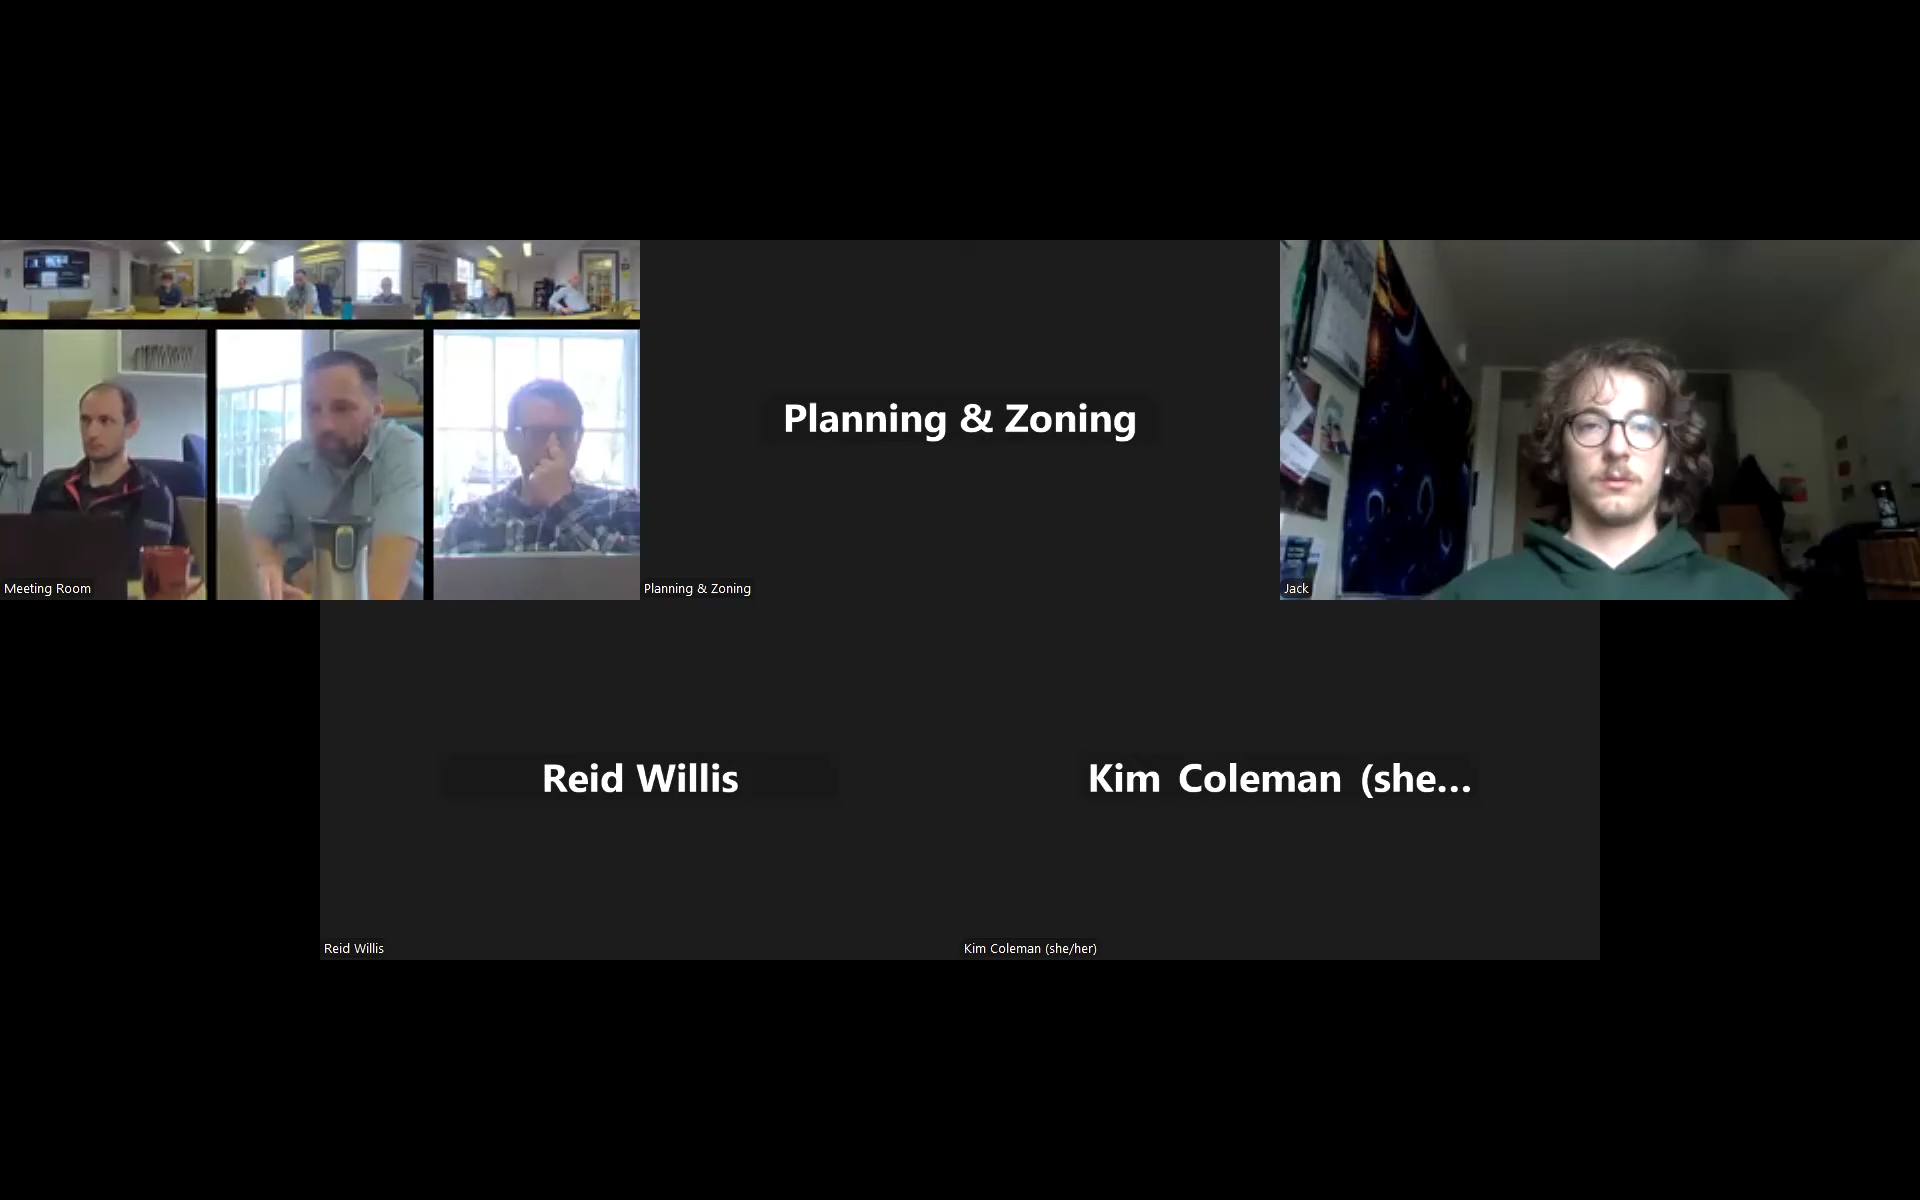 Planning & Zoning
Meeting Room
Planning & Zoning
Jack
Reid Willis
Kim Coleman (she...
Reid Willis
Kim Coleman (she/her)